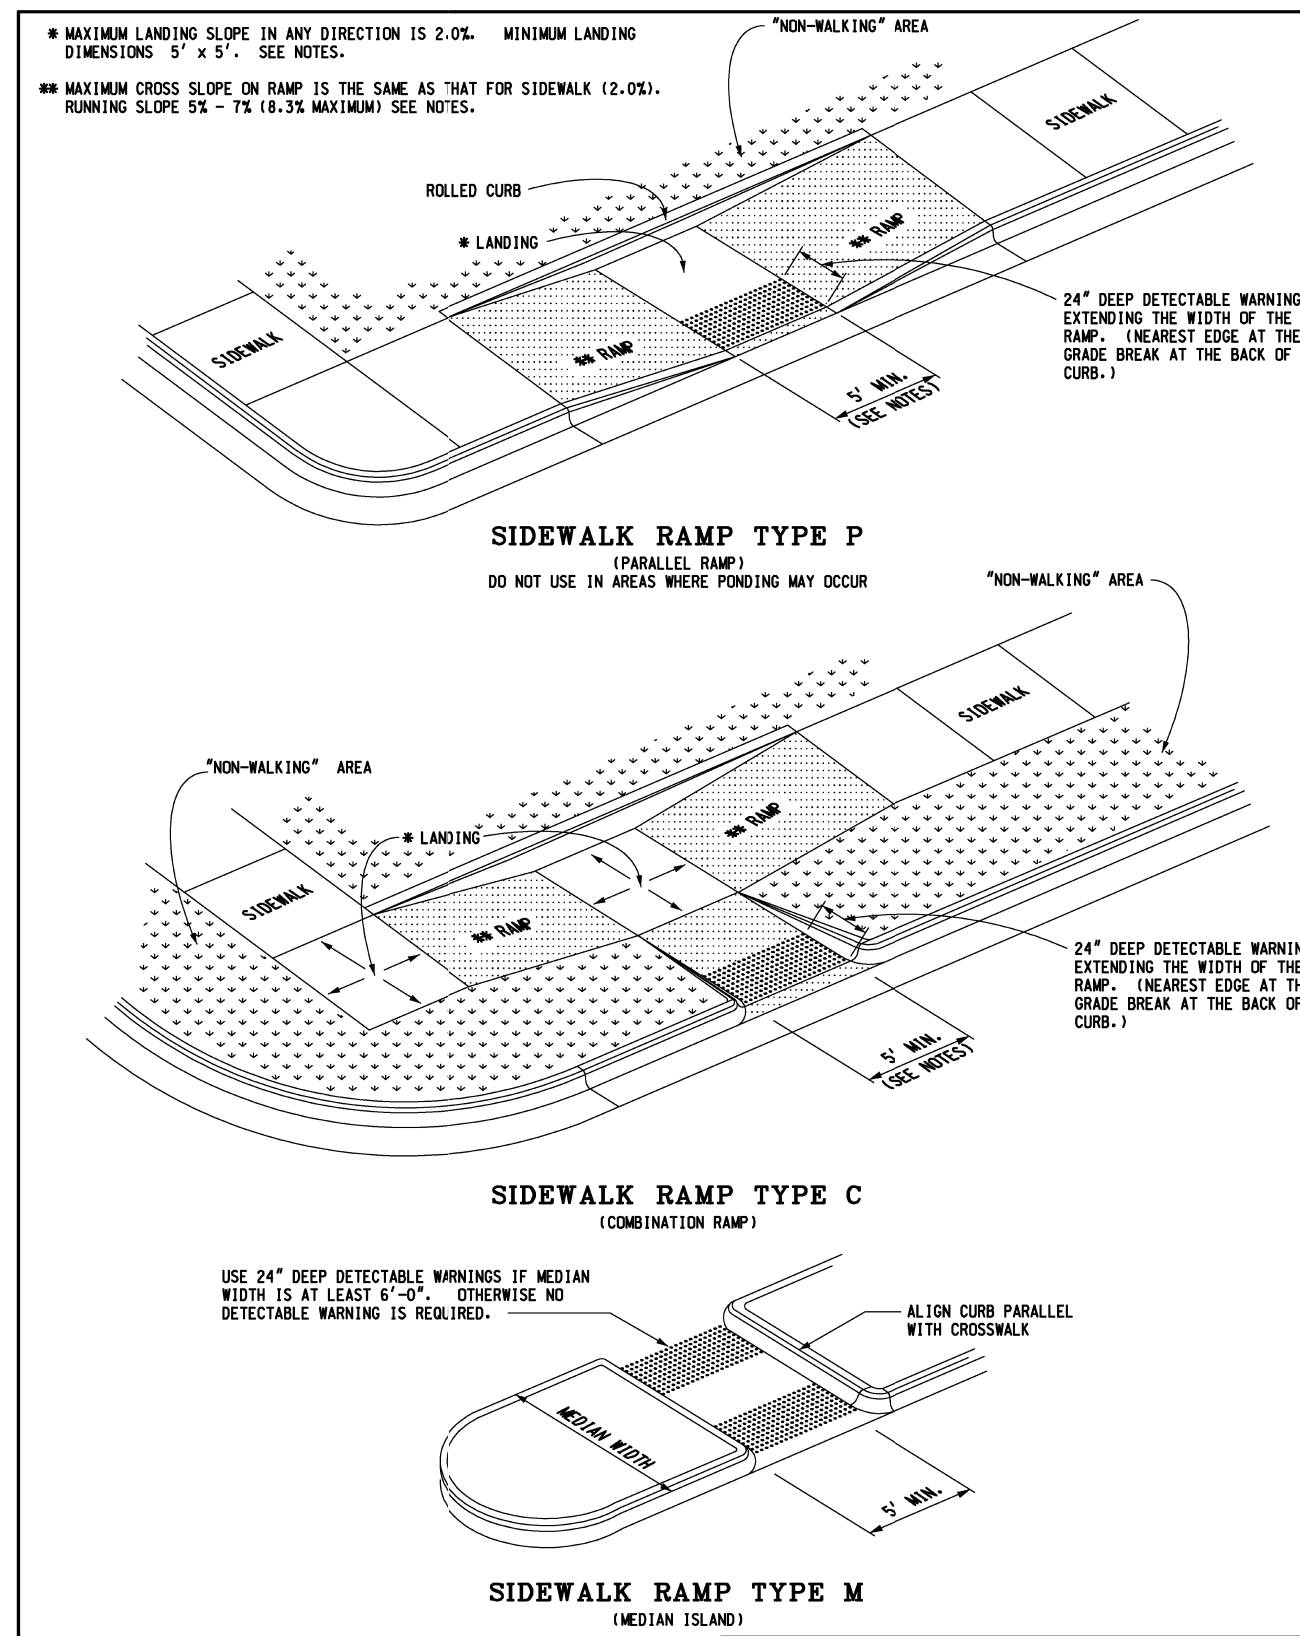 * MAXIMUM LANDING SLOPE IN ANY DIRECTION IS 2.0%. MINIMUM LANDING
DIMENSIONS 5' x 5'. SEE NOTES.
** MAXIMUM CROSS SLOPE ON RAMP IS THE SAME AS THAT FOR SIDEWALK (2.0%).
RUNNING SLOPE 5% - 7% (8.3% MAXIMUM) SEE NOTES.
"NON-WALKING" AREA
SIDEWALK
ROLLED CURB
* LANDING
** RAMP
SIDEWALK
** RAMP
24" DEEP DETECTABLE WARNING
EXTENDING THE WIDTH OF THE
RAMP. (NEAREST EDGE AT THE
GRADE BREAK AT THE BACK OF
CURB.)
5' MIN.
(SEE NOTES)
SIDEWALK RAMP TYPE P
(PARALLEL RAMP)
DO NOT USE IN AREAS WHERE PONDING MAY OCCUR
"NON-WALKING" AREA
SIDEWALK
"NON-WALKING" AREA
* LANDING
** RAMP
SIDEWALK
** RAMP
24" DEEP DETECTABLE WARNIN
EXTENDING THE WIDTH OF THE
RAMP. (NEAREST EDGE AT TH
GRADE BREAK AT THE BACK OF
CURB.)
5' MIN.
(SEE NOTES)
SIDEWALK RAMP TYPE C
(COMBINATION RAMP)
USE 24" DEEP DETECTABLE WARNINGS IF MEDIAN
WIDTH IS AT LEAST 6'-0". OTHERWISE NO
DETECTABLE WARNING IS REQUIRED.
ALIGN CURB PARALLEL
WITH CROSSWALK
MEDIAN WIDTH
5' MIN.
SIDEWALK RAMP TYPE M
(MEDIAN ISLAND)